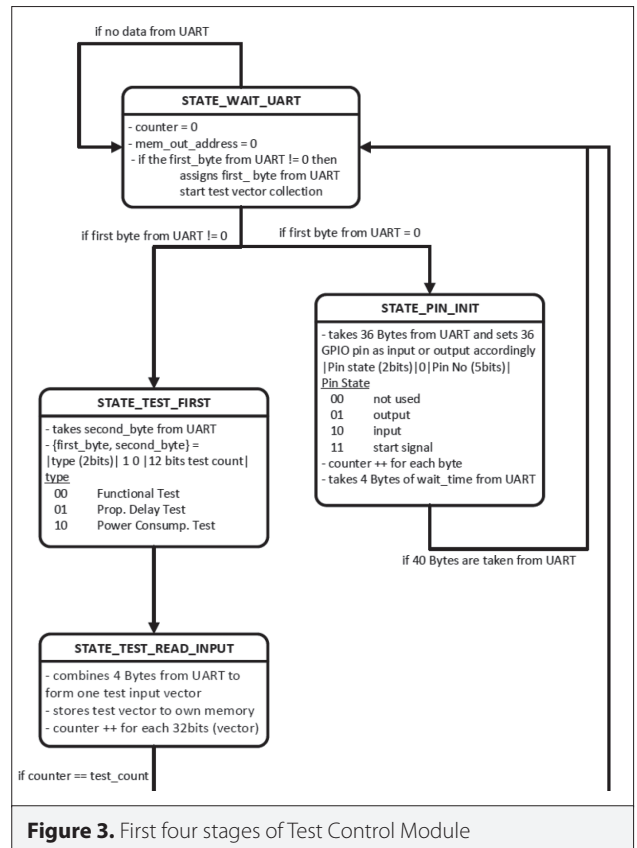 if no data from UART
STATE_WAIT_UART
- counter = 0
- mem_out_address = 0
- if the first_byte from UART != 0 then
assigns first_ byte from UART
start test vector collection
if first byte from UART != 0
if first byte from UART = 0
STATE_PIN_INIT
- takes 36 Bytes from UART and sets 36
GPIO pin as input or output accordingly
|Pin state (2bits)|0|Pin No (5bits)|
Pin State
00 not used
01 output
10 input
11 start signal
- counter ++ for each byte
- takes 4 Bytes of wait_time from UART
if 40 Bytes are taken from UART
STATE_TEST_FIRST
- takes second_byte from UART
- {first_byte, second_byte} =
|type (2bits)| 1 0 |12 bits test count|
type
00 Functional Test
01 Prop. Delay Test
10 Power Consump. Test
STATE_TEST_READ_INPUT
- combines 4 Bytes from UART to
form one test input vector
- stores test vector to own memory
- counter ++ for each 32bits (vector)
if counter == test_count
Figure 3. First four stages of Test Control Module